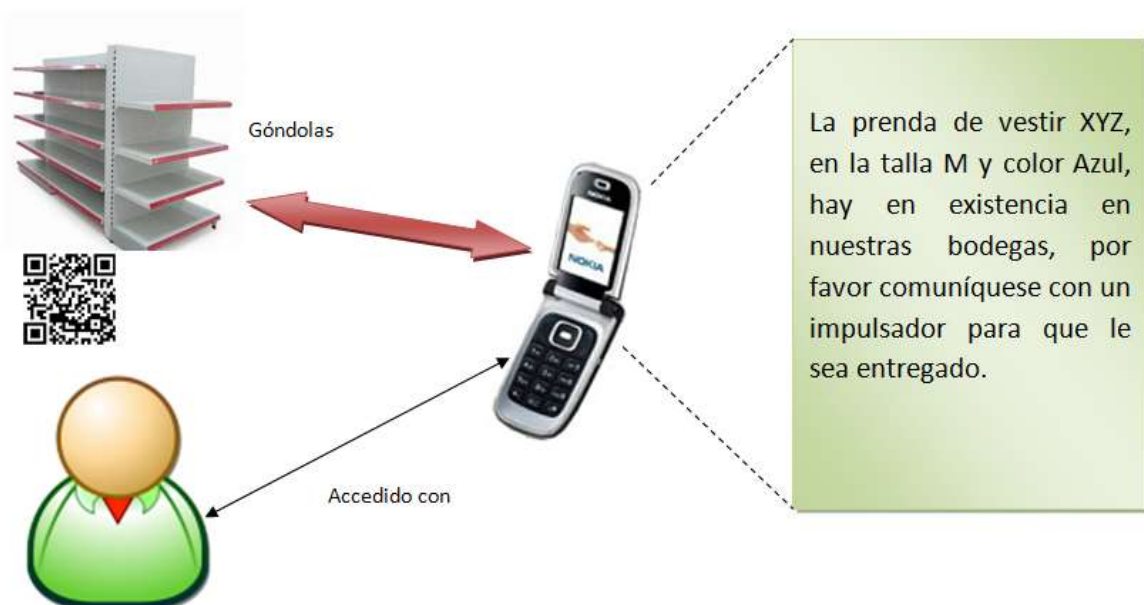 Góndolas
NOKIA
NOKIA
Accedido con
La prenda de vestir XYZ,
en la talla M y color Azul,
hay en existencia en
nuestras bodegas, por
favor comuníquese con un
impulsador para que le
sea entregado.